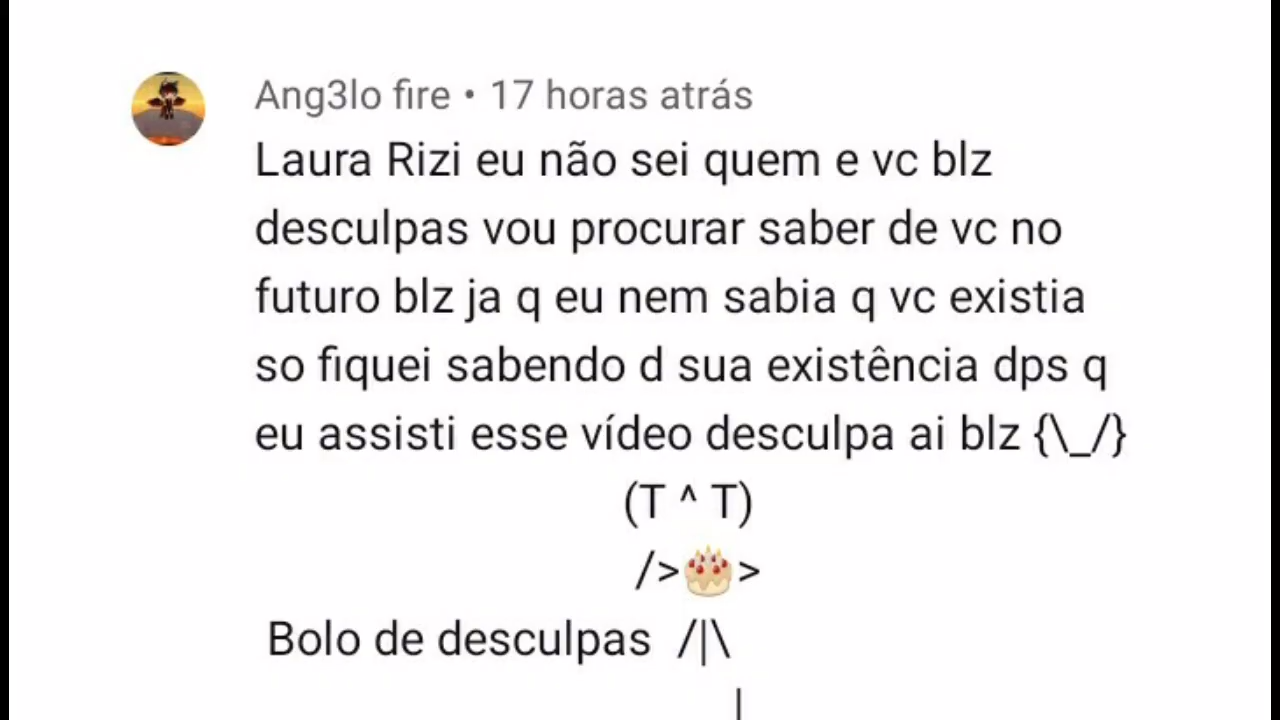 Ang3lo fire • 17 horas atrás
Laura Rizi eu não sei quem e vc blz
desculpas vou procurar saber de vc no
futuro blz ja q eu nem sabia q vc existia
so fiquei sabendo d sua existência dps q
eu assisti esse vídeo desculpa ai blz {\_/}
(T ^ T)
/>🎂>
Bolo de desculpas /|\
|